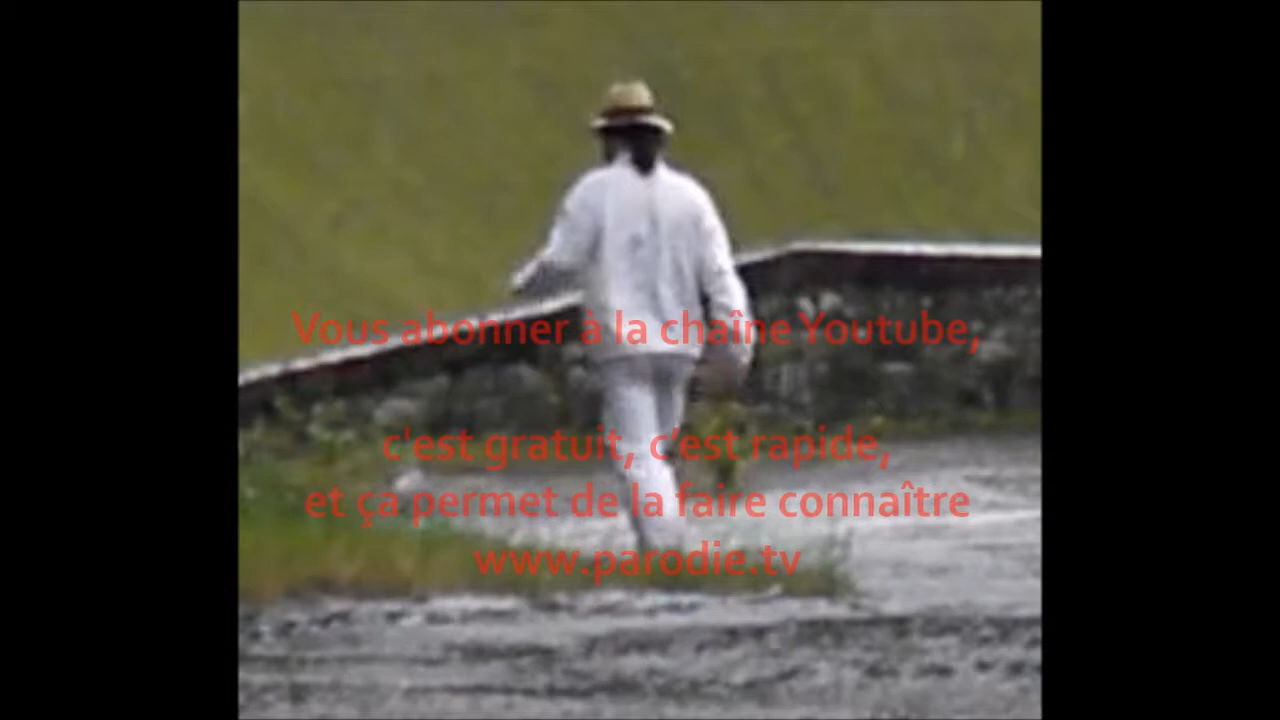 Vous abonner à la chaîne Youtube,
c'est gratuit, c’est rapide,
et ça permet de la faire connaître
www.parodie.tv